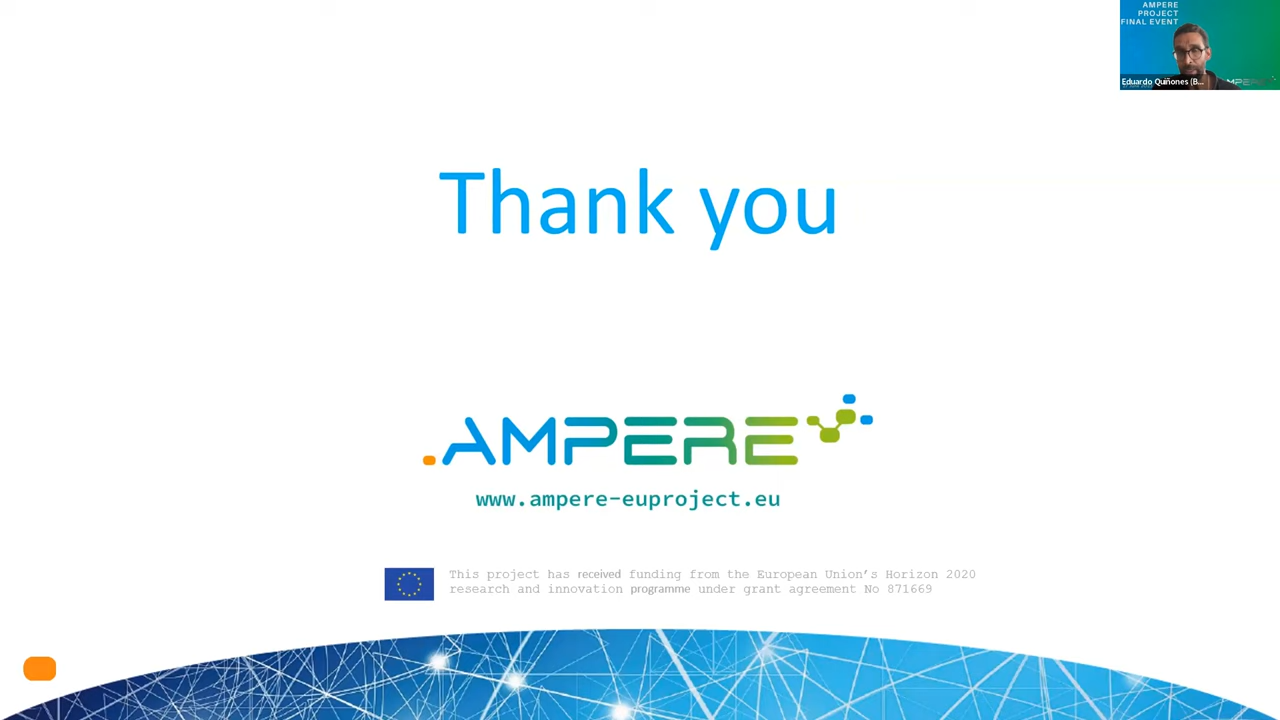 AMPERE
PROJECT
FINAL EVENT
Eduardo Quiñones (B...
Thank you
.AMPERE
www.ampere-euproject.eu
This project has received funding from the European Union's Horizon 2020
research and innovation programme under grant agreement No 871669